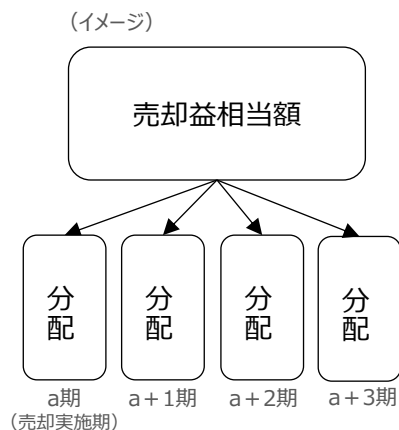 （イメージ）
売却益相当額
分配
分配
分配
分配
a期
a＋1期
a＋2期
a＋3期
（売却実施期）